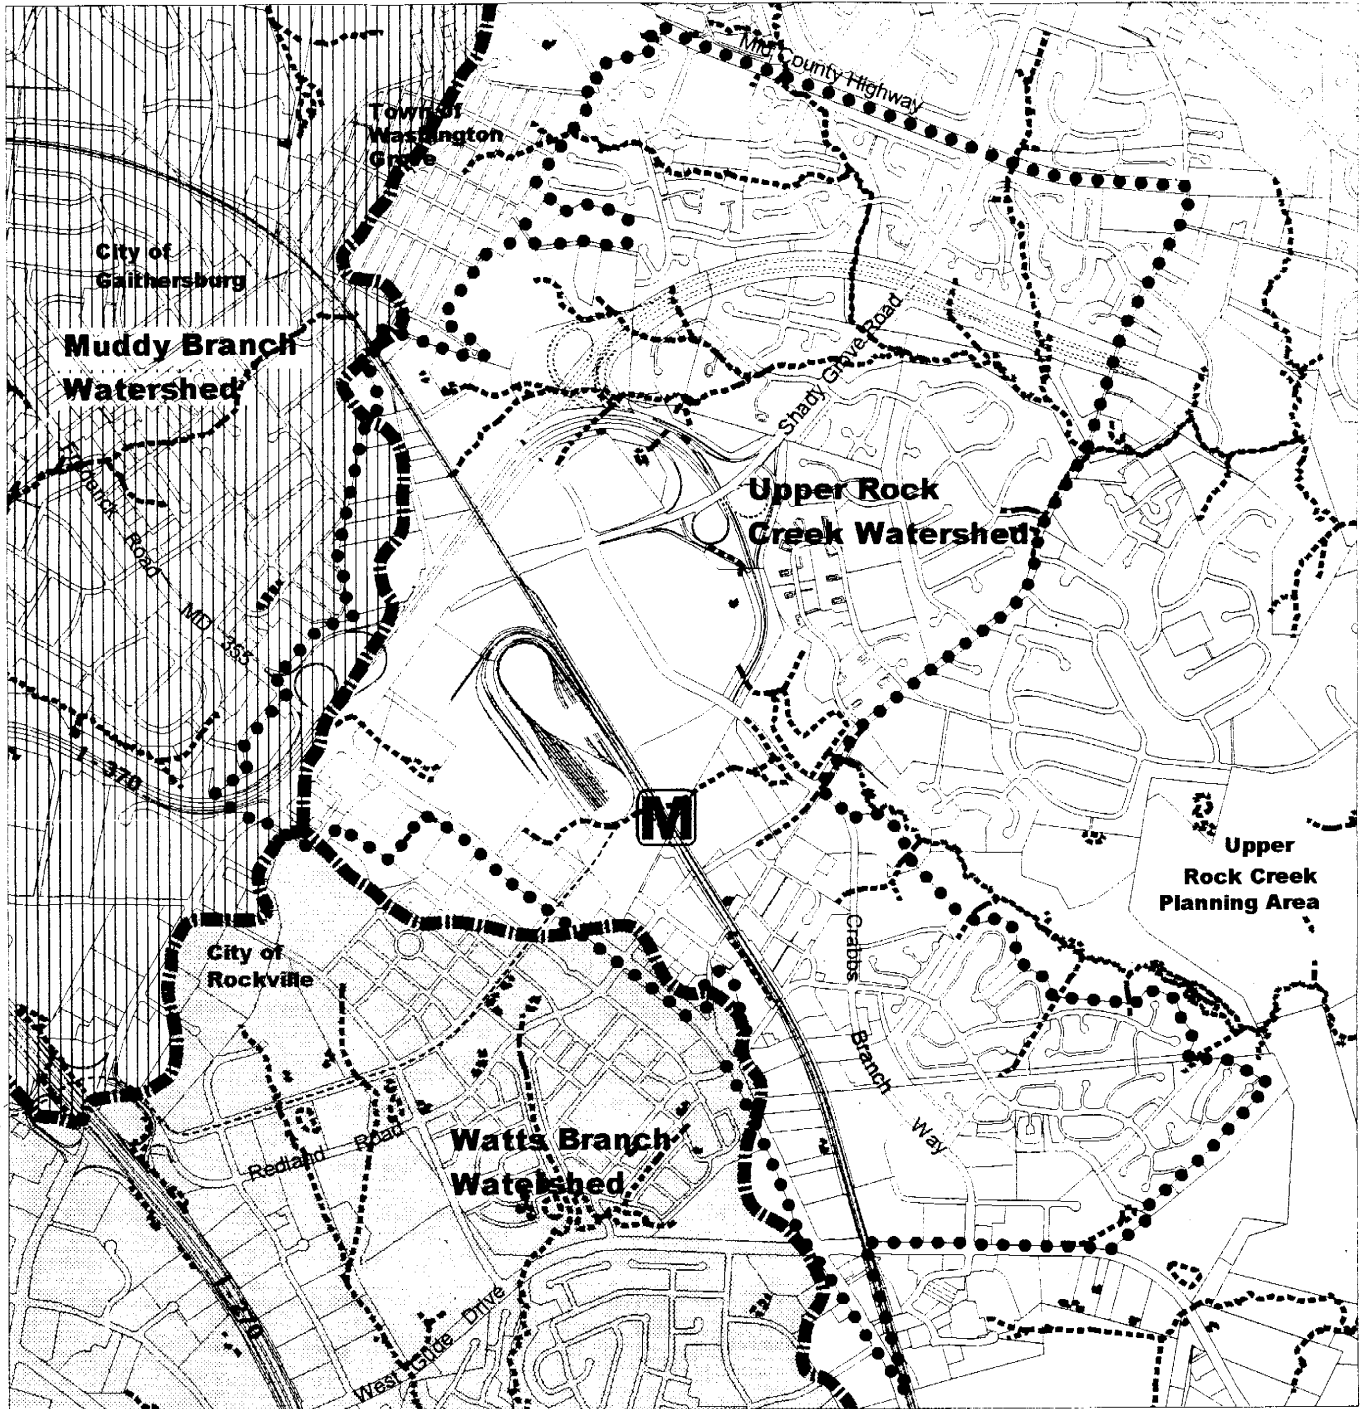 Mid County Highway
Town of
Washington
Grove
City of
Gaithersburg
Muddy Branch
Watershed
Shady Grove Road
Frederick Road
MD 355
Upper Rock
Creek Watershed
I - 370
M
Upper
Rock Creek
Planning Area
Crabbs Branch Way
City of
Rockville
Redland Road
Watts Branch
Watershed
I - 270
West Gude Drive